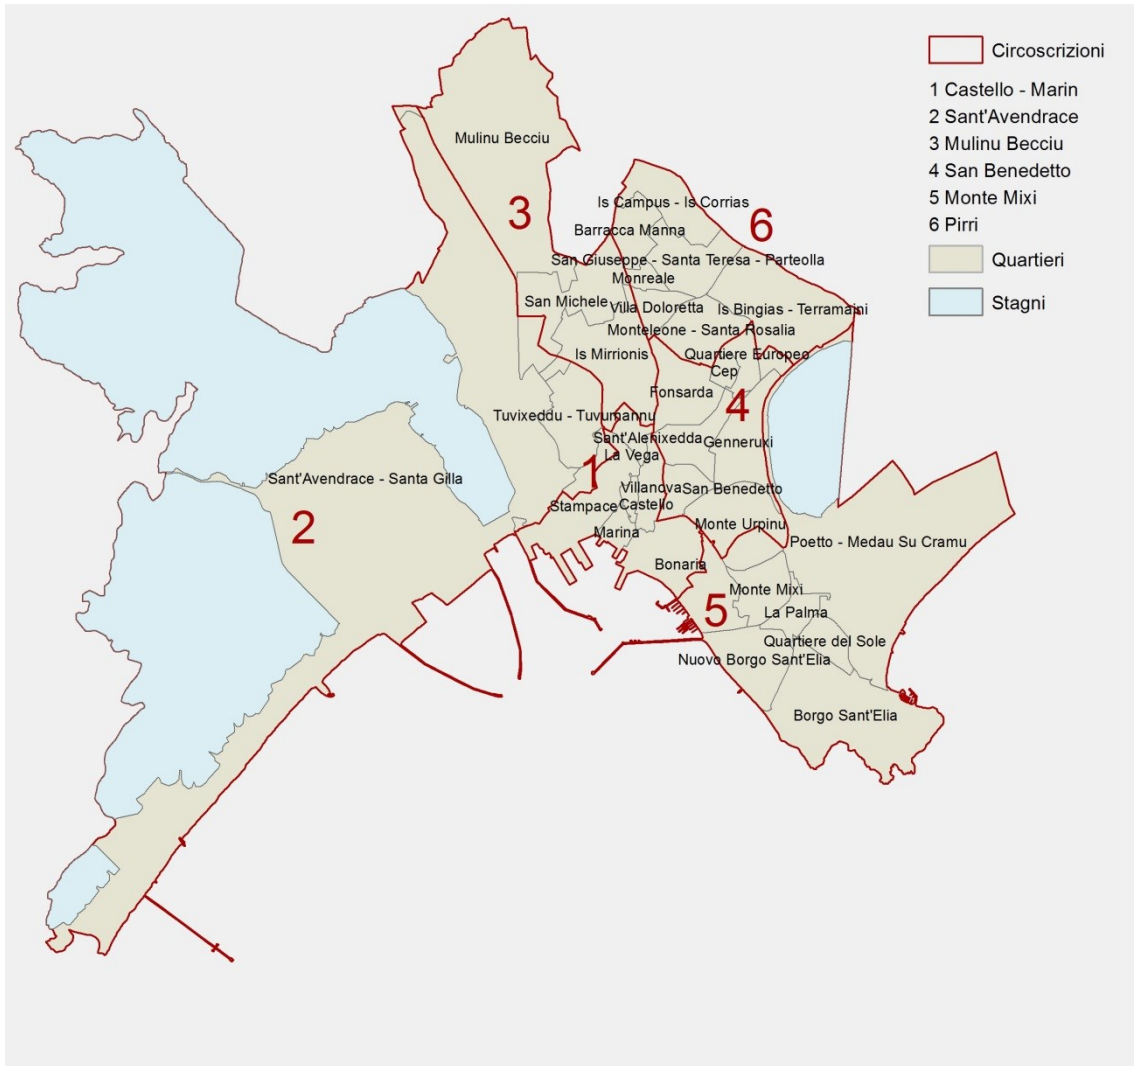 Circoscrizioni
1 Castello - Marin
2 Sant'Avendrace
3 Mulinu Becciu
4 San Benedetto
5 Monte Mixi
6 Pirri
Quartieri
Stagni
Mulinu Becciu
3
Is Campus - Is Corrias
6
Barracca Manna
San Giuseppe - Santa Teresa - Parteolla
Monreale
San Michele
Villa Doloretta
Is Bingias - Terramaini
Monteleone - Santa Rosalia
Is Mirrionis
Quartiere Europeo
Cep
Fonsarda
4
Tuvixeddu - Tuvumannu
Sant'Alenixedda
Genneruxi
La Vega
1
Sant'Avendrace - Santa Gilla
2
Villanova
San Benedetto
Castello
Stampace
Monte Urpinu
Marina
Poetto - Medau Su Cramu
Bonaria
Monte Mixi
5
La Palma
Quartiere del Sole
Nuovo Borgo Sant'Elia
Borgo Sant'Elia